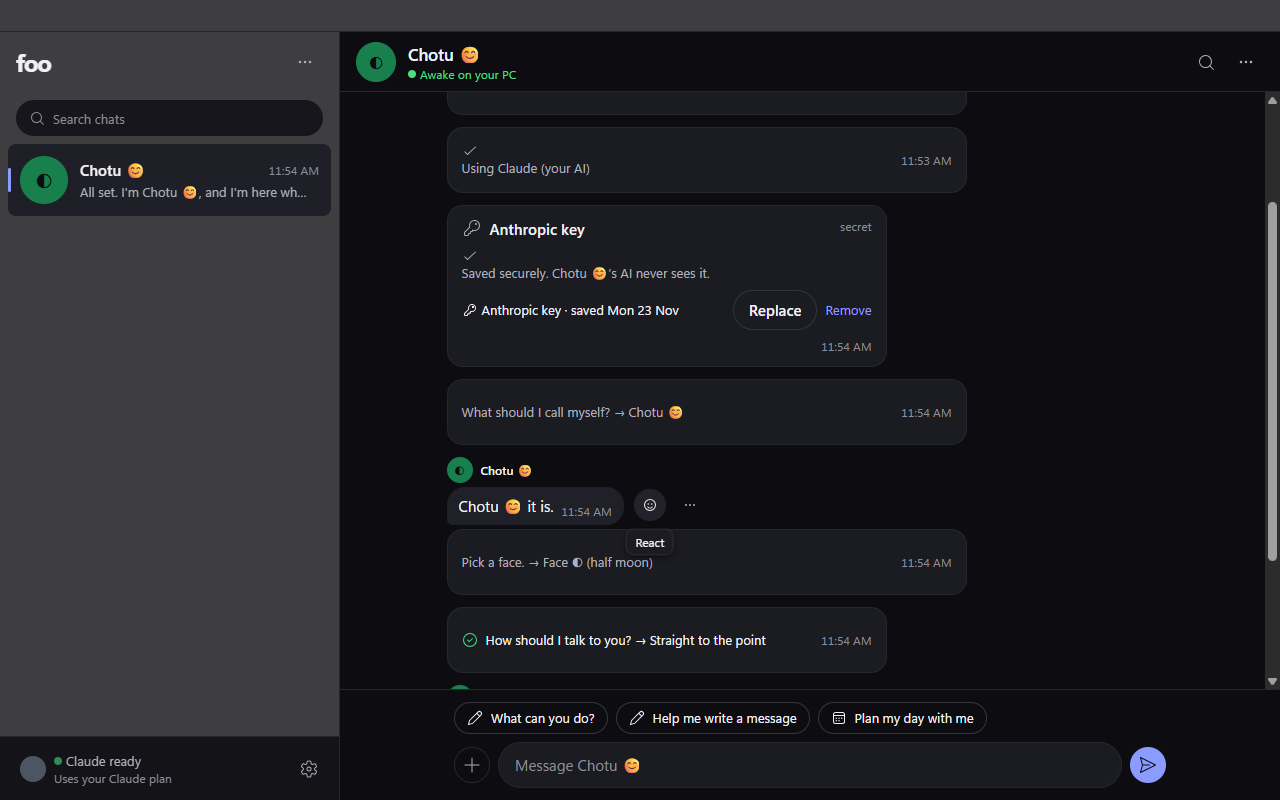 foo
Search chats
Chotu 😊 11:54 AM
All set. I'm Chotu 😊, and I'm here wh...
Claude ready
Uses your Claude plan
Chotu 😊
Awake on your PC
Using Claude (your AI) 11:53 AM
Anthropic key secret
Saved securely. Chotu 😊's AI never sees it.
Anthropic key · saved Mon 23 Nov Replace Remove
11:54 AM
What should I call myself? → Chotu 😊 11:54 AM
Chotu 😊
Chotu 😊 it is. 11:54 AM
React
Pick a face. → Face ◐ (half moon) 11:54 AM
How should I talk to you? → Straight to the point 11:54 AM
What can you do? Help me write a message Plan my day with me
Message Chotu 😊